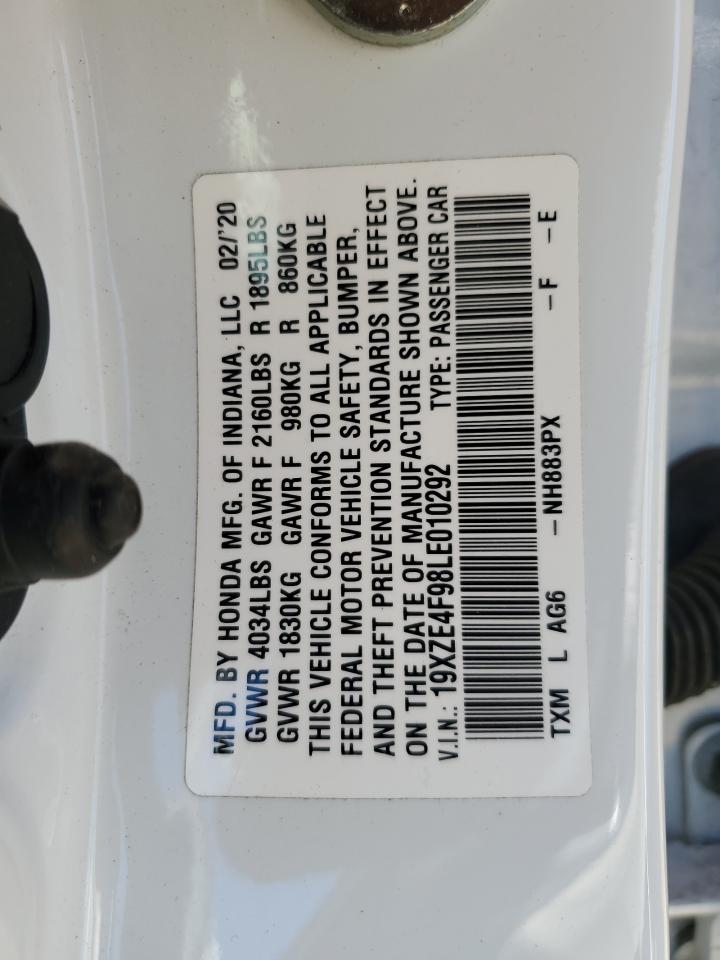 MFD. BY HONDA MFG. OF INDIANA, LLC 02/'20
GVWR 4034LBS GAWR F 2160LBS R 1895LBS
GVWR 1830KG GAWR F 980KG R 860KG
THIS VEHICLE CONFORMS TO ALL APPLICABLE
FEDERAL MOTOR VEHICLE SAFETY, BUMPER,
AND THEFT PREVENTION STANDARDS IN EFFECT
ON THE DATE OF MANUFACTURE SHOWN ABOVE.
V.I.N.: 19XZE4F98LE010292 TYPE: PASSENGER CAR
TXM L AG6 –NH883PX –F –E